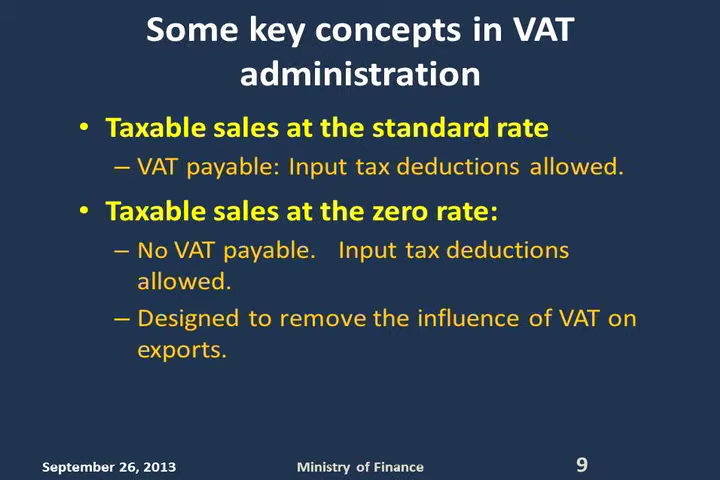 Some key concepts in VAT
administration
• Taxable sales at the standard rate
– VAT payable: Input tax deductions allowed.
• Taxable sales at the zero rate:
– No VAT payable. Input tax deductions
allowed.
– Designed to remove the influence of VAT on
exports.
September 26, 2013 Ministry of Finance 9